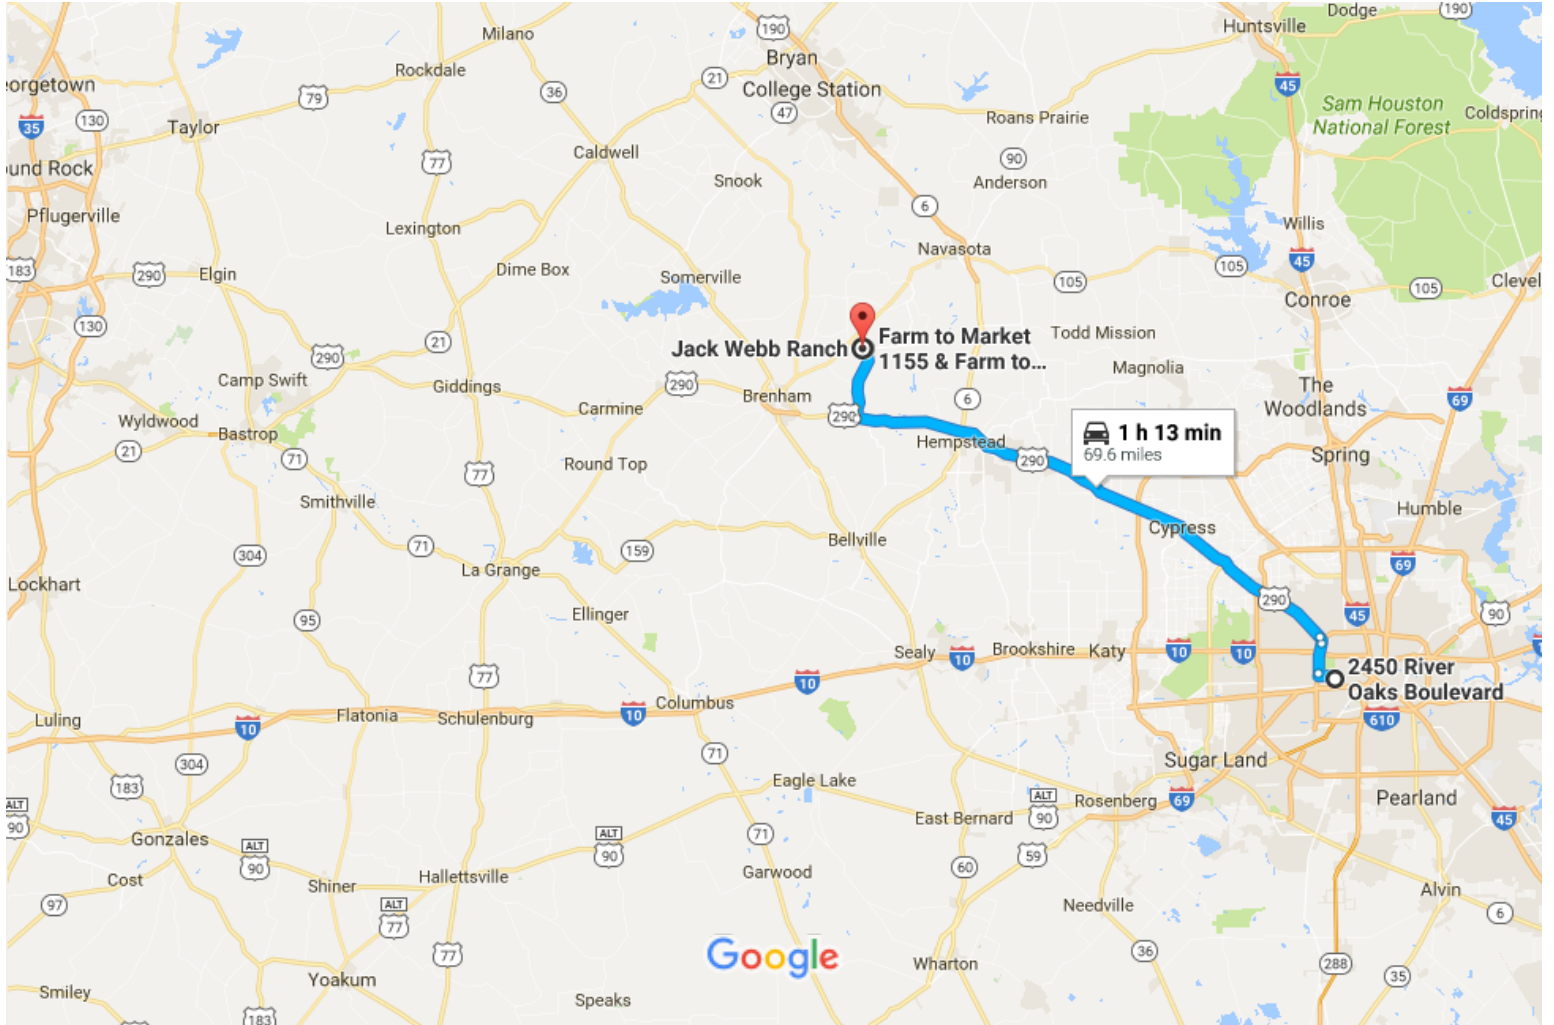 Milano
190
Bryan
Dodge
190
Huntsville
Rockdale
21
College Station
45
eorgetown
79
36
47
Sam Houston
National Forest
Coldspring
35
130
Taylor
Roans Prairie
ound Rock
77
Caldwell
90
Snook
Anderson
Pflugerville
6
Lexington
Willis
Navasota
183
290
Elgin
Dime Box
Somerville
105
45
105
105
Clevel
Conroe
130
21
Jack Webb Ranch
Farm to Market
1155 & Farm to...
Todd Mission
290
Camp Swift
Giddings
290
Magnolia
Brenham
6
The
Woodlands
69
Wyldwood
Carmine
290
1 h 13 min
69.6 miles
Bastrop
Hempstead
21
71
77
Round Top
290
Spring
Smithville
Humble
Cypress
304
71
159
Bellville
69
Lockhart
La Grange
290
45
90
Ellinger
95
Sealy
10
Brookshire
Katy
10
10
77
10
2450 River
Oaks Boulevard
Columbus
Luling
10
Flatonia
Schulenburg
10
610
304
71
Sugar Land
183
Eagle Lake
ALT
90
ALT
90
Rosenberg
69
Pearland
East Bernard
45
Gonzales
ALT
90
ALT
90
71
59
Cost
Shiner
Hallettsville
Garwood
60
97
ALT
77
Needville
Alvin
6
77
Google
Wharton
36
288
35
Yoakum
Smiley
Speaks
183